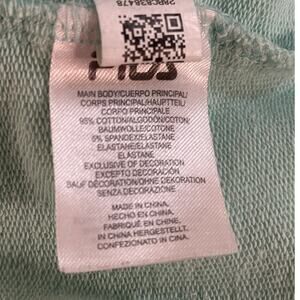 28BC838478
MAIN BODY/CUERPO PRINCIPAL/
CORPS PRINCIPAL/HAUPTTEIL/
CORPO PRINCIPALE
95% COTTON/ALGODÓN/COTON/
BAUMWOLLE/COTONE
5% SPANDEX/ELASTANE/
ELASTANE/ELASTANE
ELASTANE
EXCLUSIVE OF DECORATION
EXCEPTO DECORACIÓN
SAUF DÉCORATION/OHNE DEKORATION
SENZA DECORAZIONE
MADE IN CHINA.
HECHO EN CHINA.
FABRIQUÉ EN CHINE.
IN CHINA HERGESTELLT.
CONFEZIONATO IN CINA.